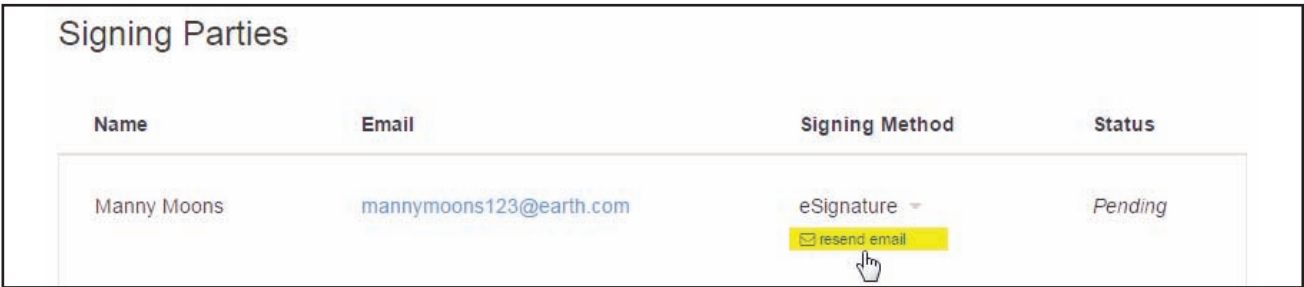 Signing Parties
Name Email Signing Method Status
Manny Moons mannymoons123@earth.com eSignature Pending
resend email